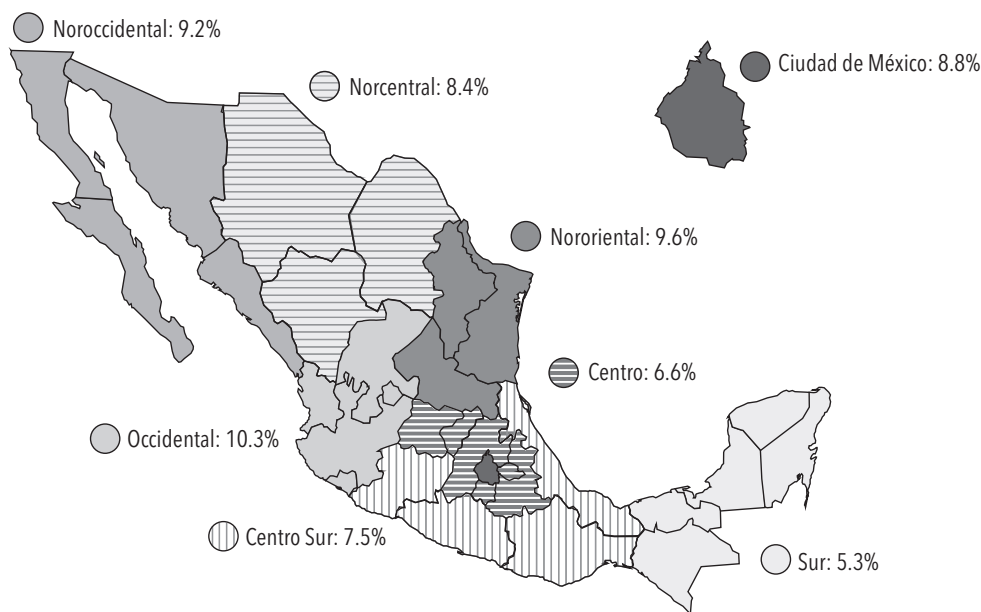 Noroccidental: 9.2%
Ciudad de México: 8.8%
Norcentral: 8.4%
Nororiental: 9.6%
Centro: 6.6%
Occidental: 10.3%
Centro Sur: 7.5%
Sur: 5.3%